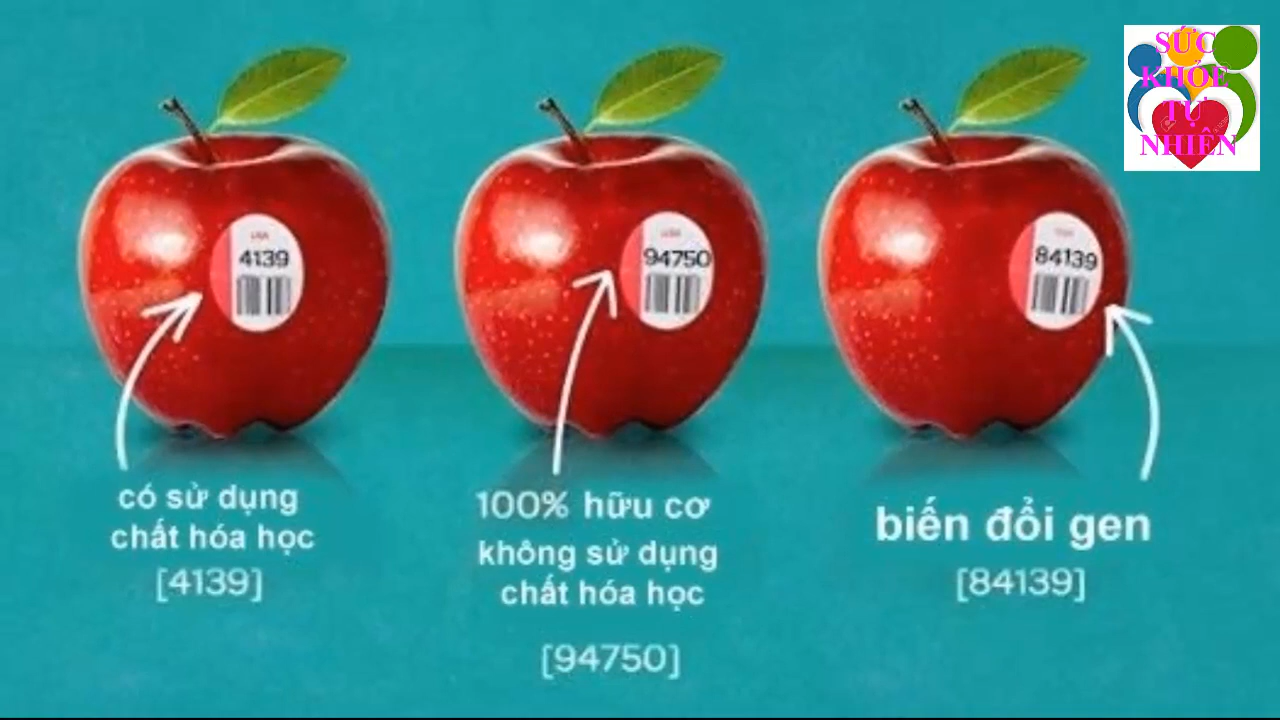 SỨC
KHỎE
TỰ
NHIÊN
4139
94750
84139
có sử dụng
chất hóa học
[4139]
100% hữu cơ
không sử dụng
chất hóa học
[94750]
biến đổi gen
[84139]